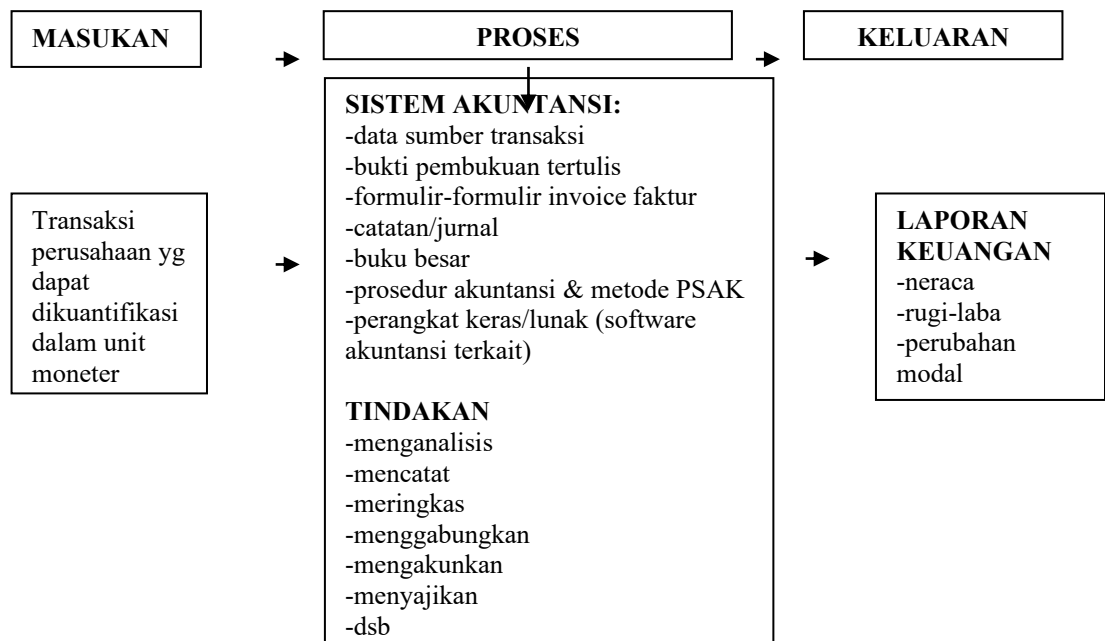 MASUKAN
PROSES
KELUARAN
Transaksi
perusahaan yg
dapat
dikuantifikasi
dalam unit
moneter
SISTEM AKUNTANSI:
-data sumber transaksi
-bukti pembukuan tertulis
-formulir-formulir invoice faktur
-catatan/jurnal
-buku besar
-prosedur akuntansi & metode PSAK
-perangkat keras/lunak (software
akuntansi terkait)
TINDAKAN
-menganalisis
-mencatat
-meringkas
-menggabungkan
-mengakunkan
-menyajikan
-dsb
LAPORAN
KEUANGAN
-neraca
-rugi-laba
-perubahan
modal